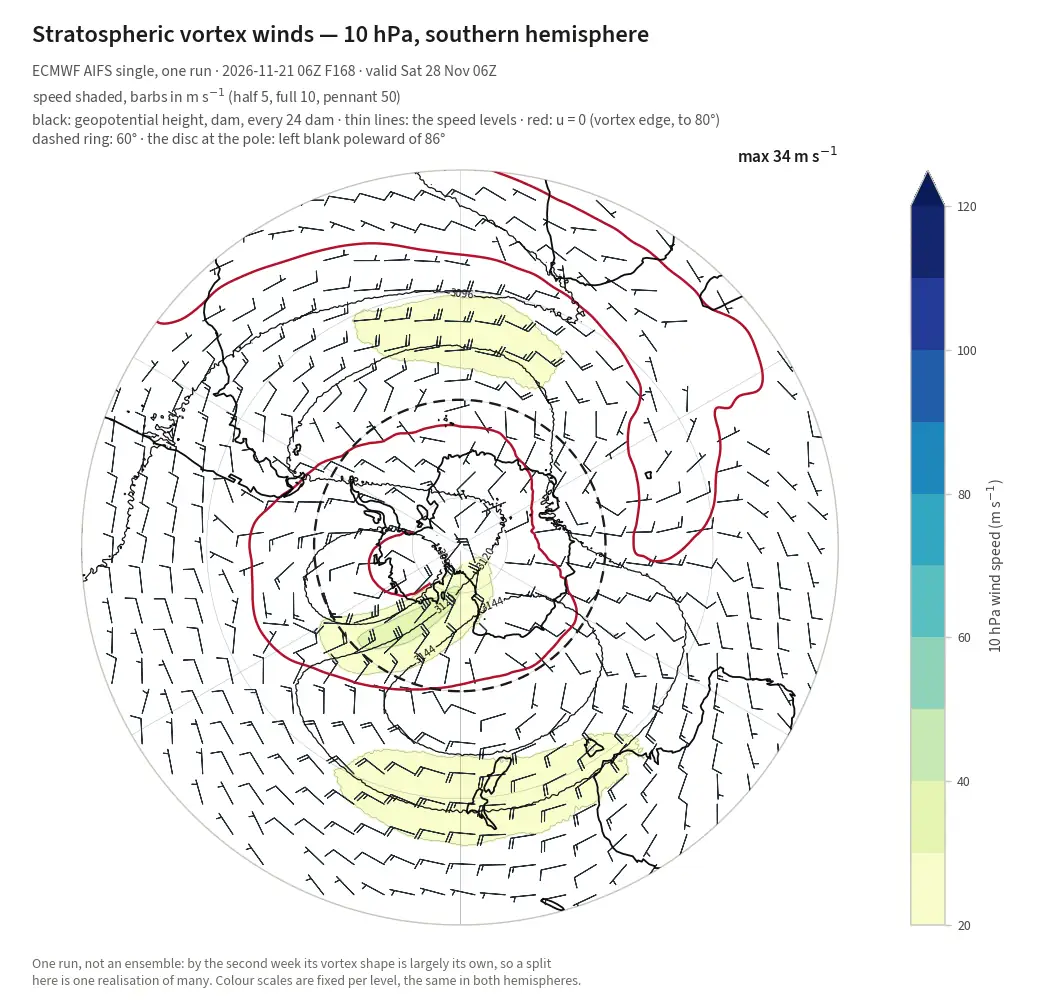 Stratospheric vortex winds — 10 hPa, southern hemisphere
ECMWF AIFS single, one run · 2026-11-21 06Z F168 · valid Sat 28 Nov 06Z
speed shaded, barbs in m s⁻¹ (half 5, full 10, pennant 50)
black: geopotential height, dam, every 24 dam · thin lines: the speed levels · red: u = 0 (vortex edge, to 80°)
dashed ring: 60° · the disc at the pole: left blank poleward of 86°
max 34 m s⁻¹
120
100
80
60
40
20
10 hPa wind speed (m s⁻¹)
3096
3120
3144
3144
One run, not an ensemble: by the second week its vortex shape is largely its own, so a split
here is one realisation of many. Colour scales are fixed per level, the same in both hemispheres.